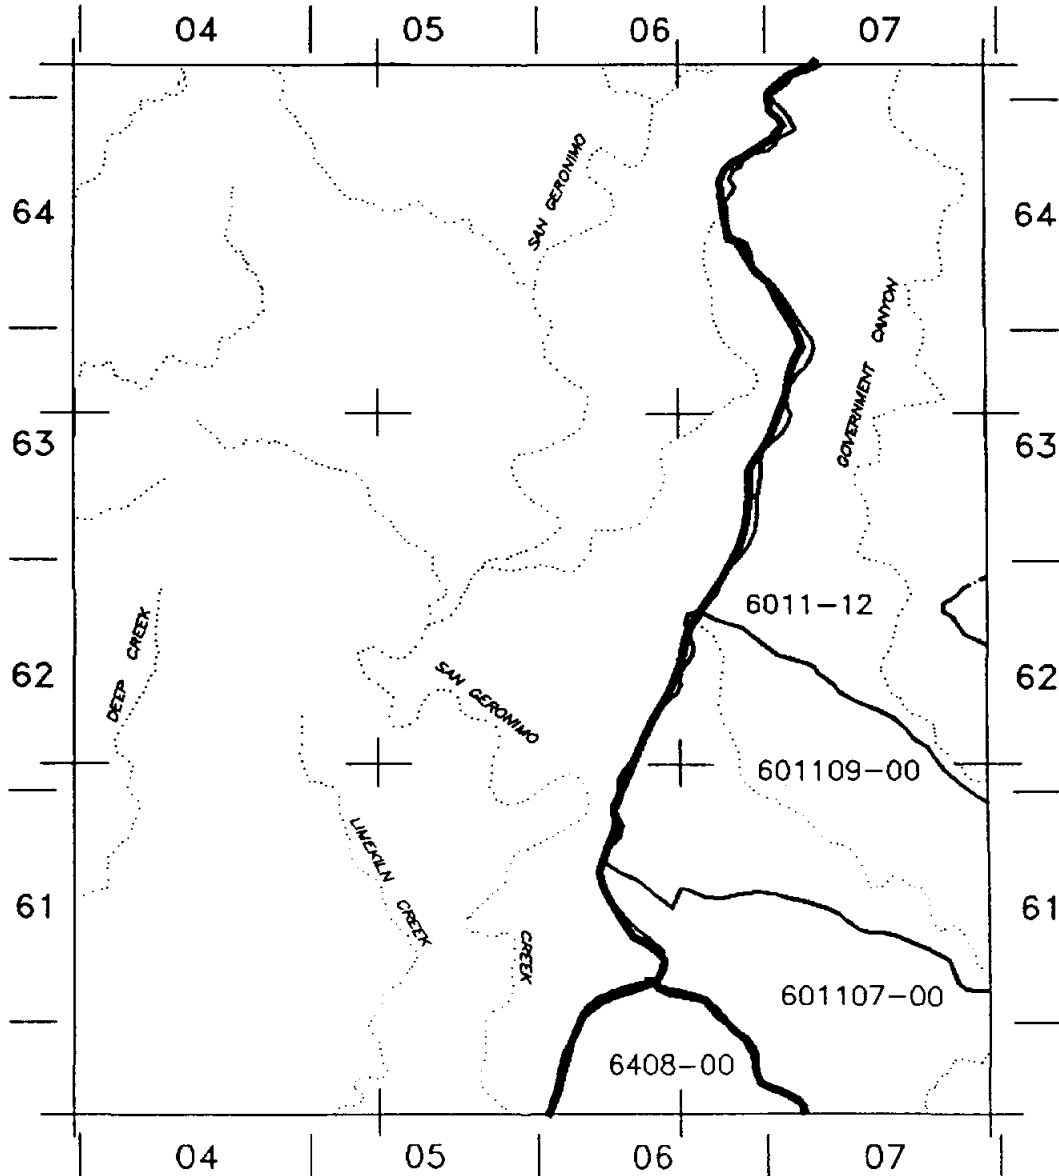 04 05 06 07
SAN GERONIMO
64 64
GOVERNMENT CANYON
63 63
6011-12
DEEP CREEK
62 62
SAN GERONIMO
601109-00
LIMEKILN CREEK
61 61
CREEK
601107-00
6408-00
04 05 06 07